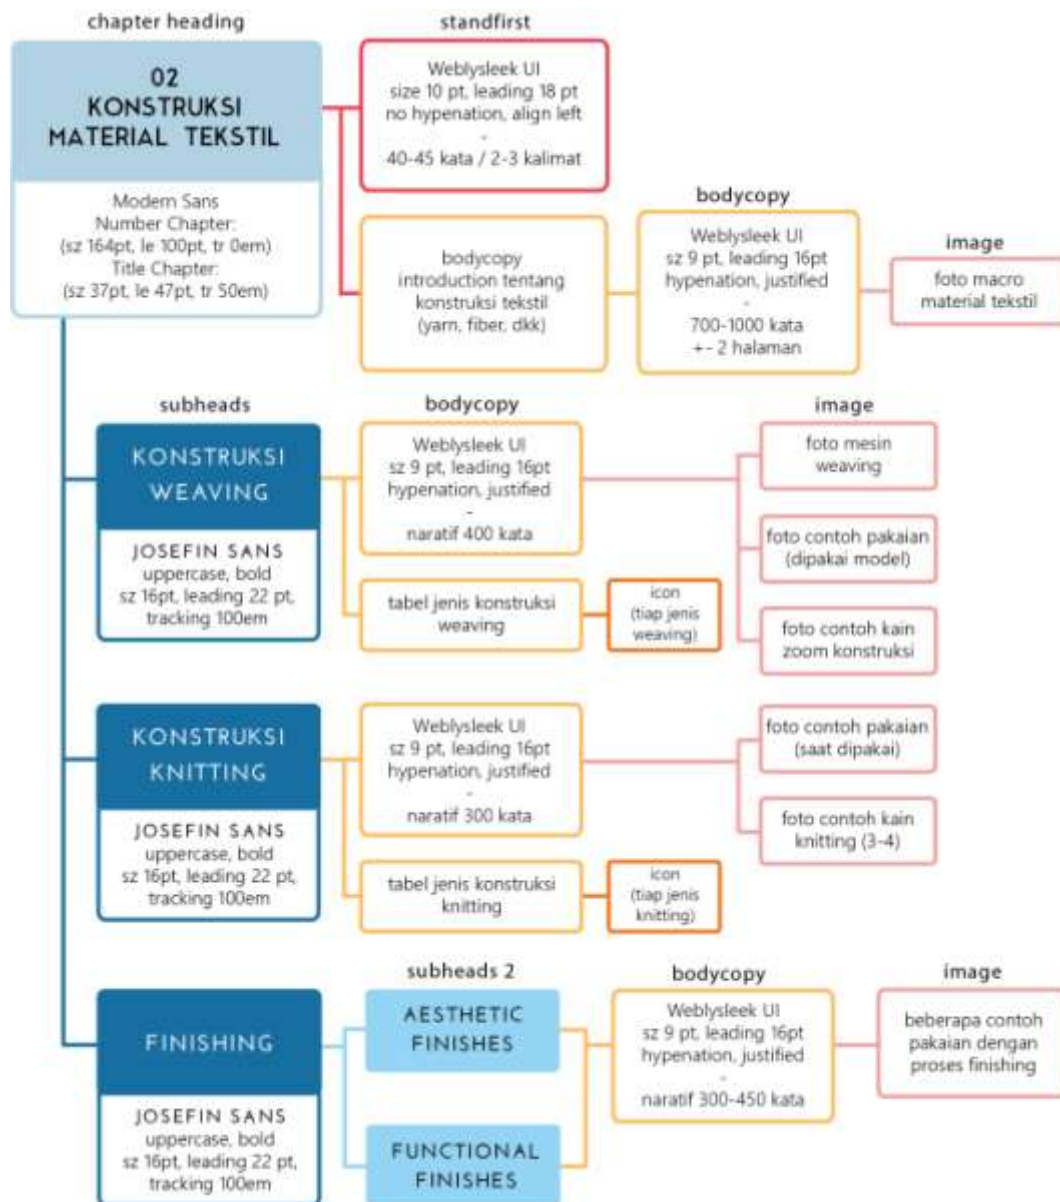 chapter heading
02
KONSTRUKSI
MATERIAL TEKSTIL
Modern Sans
Number Chapter:
(sz 164pt, le 100pt, tr 0em)
Title Chapter:
(sz 37pt, le 47pt, tr 50em)
standfirst
Weblysleek UI
size 10 pt, leading 18 pt
no hypenation, align left
-
40-45 kata / 2-3 kalimat
bodycopy
introduction tentang
konstruksi tekstil
(yarn, fiber, dkk)
bodycopy
Weblysleek UI
sz 9 pt, leading 16pt
hypenation, justified
-
700-1000 kata
+- 2 halaman
image
foto macro
material tekstil
subheads
KONSTRUKSI
WEAVING
JOSEFIN SANS
uppercase, bold
sz 16pt, leading 22 pt,
tracking 100em
bodycopy
Weblysleek UI
sz 9 pt, leading 16pt
hypenation, justified
-
naratif 400 kata
tabel jenis konstruksi
weaving
icon
(tiap jenis
weaving)
image
foto mesin
weaving
foto contoh pakaian
(dipakai model)
foto contoh kain
zoom konstruksi
KONSTRUKSI
KNITTING
JOSEFIN SANS
uppercase, bold
sz 16pt, leading 22 pt,
tracking 100em
Weblysleek UI
sz 9 pt, leading 16pt
hypenation, justified
-
naratif 300 kata
tabel jenis konstruksi
knitting
icon
(tiap jenis
knitting)
foto contoh pakaian
(saat dipakai)
foto contoh kain
knitting (3-4)
FINISHING
JOSEFIN SANS
uppercase, bold
sz 16pt, leading 22 pt,
tracking 100em
subheads 2
AESTHETIC
FINISHES
FUNCTIONAL
FINISHES
bodycopy
Weblysleek UI
sz 9 pt, leading 16pt
hypenation, justified
-
naratif 300-450 kata
image
beberapa contoh
pakaian dengan
proses finishing